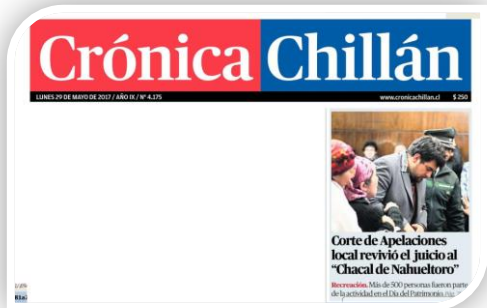 Crónica Chillán
LUNES 29 DE MAYO DE 2017 / AÑO IX / Nº 4.175 www.cronicachillan.cl $ 250
Corte de Apelaciones
local revivió el juicio al
“Chacal de Nahueltoro”
Recreación. Más de 500 personas fueron parte
de la actividad en el Día del Patrimonio.